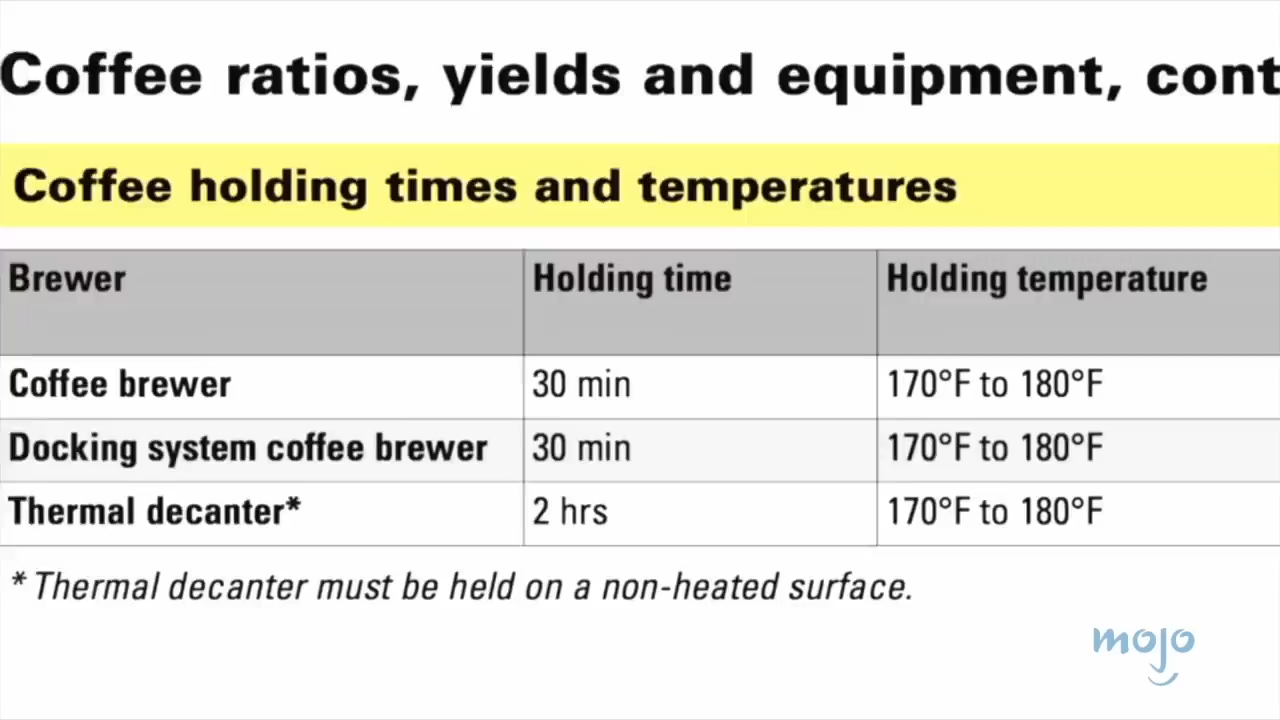 Coffee ratios, yields and equipment, cont
Coffee holding times and temperatures
Brewer Holding time Holding temperature
Coffee brewer 30 min 170°F to 180°F
Docking system coffee brewer 30 min 170°F to 180°F
Thermal decanter* 2 hrs 170°F to 180°F
* Thermal decanter must be held on a non-heated surface.
mojo